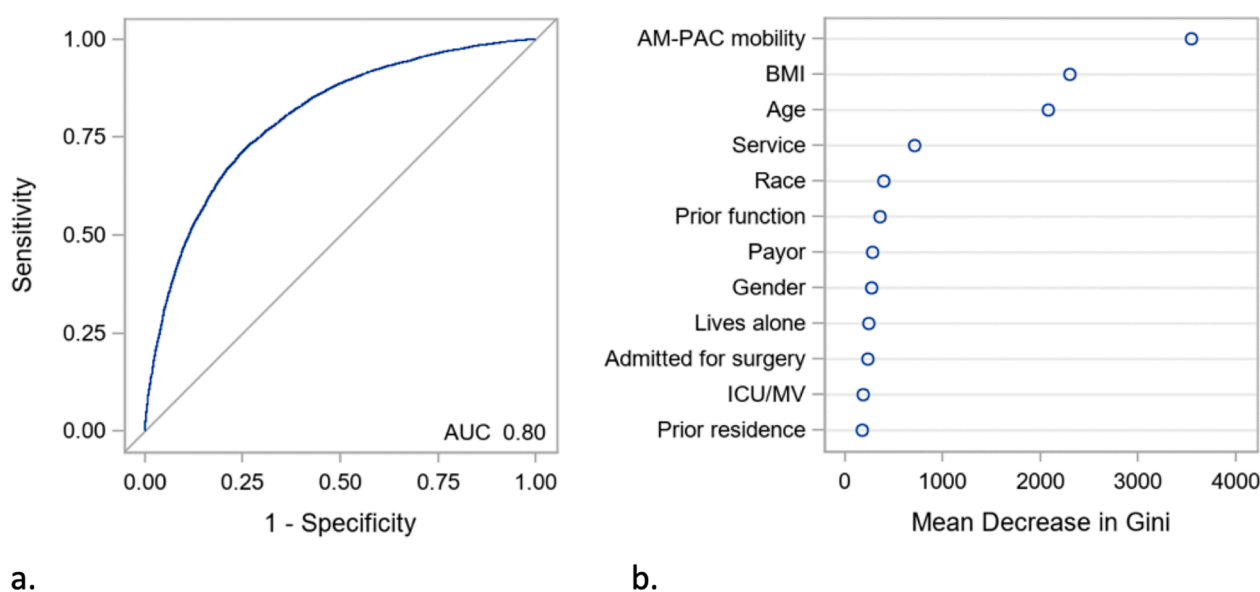 1.00
0.75
0.50
0.25
0.00
Sensitivity
AUC 0.80
0.00 0.25 0.50 0.75 1.00
1 - Specificity
a.
AM-PAC mobility
BMI
Age
Service
Race
Prior function
Payor
Gender
Lives alone
Admitted for surgery
ICU/MV
Prior residence
0 1000 2000 3000 4000
Mean Decrease in Gini
b.